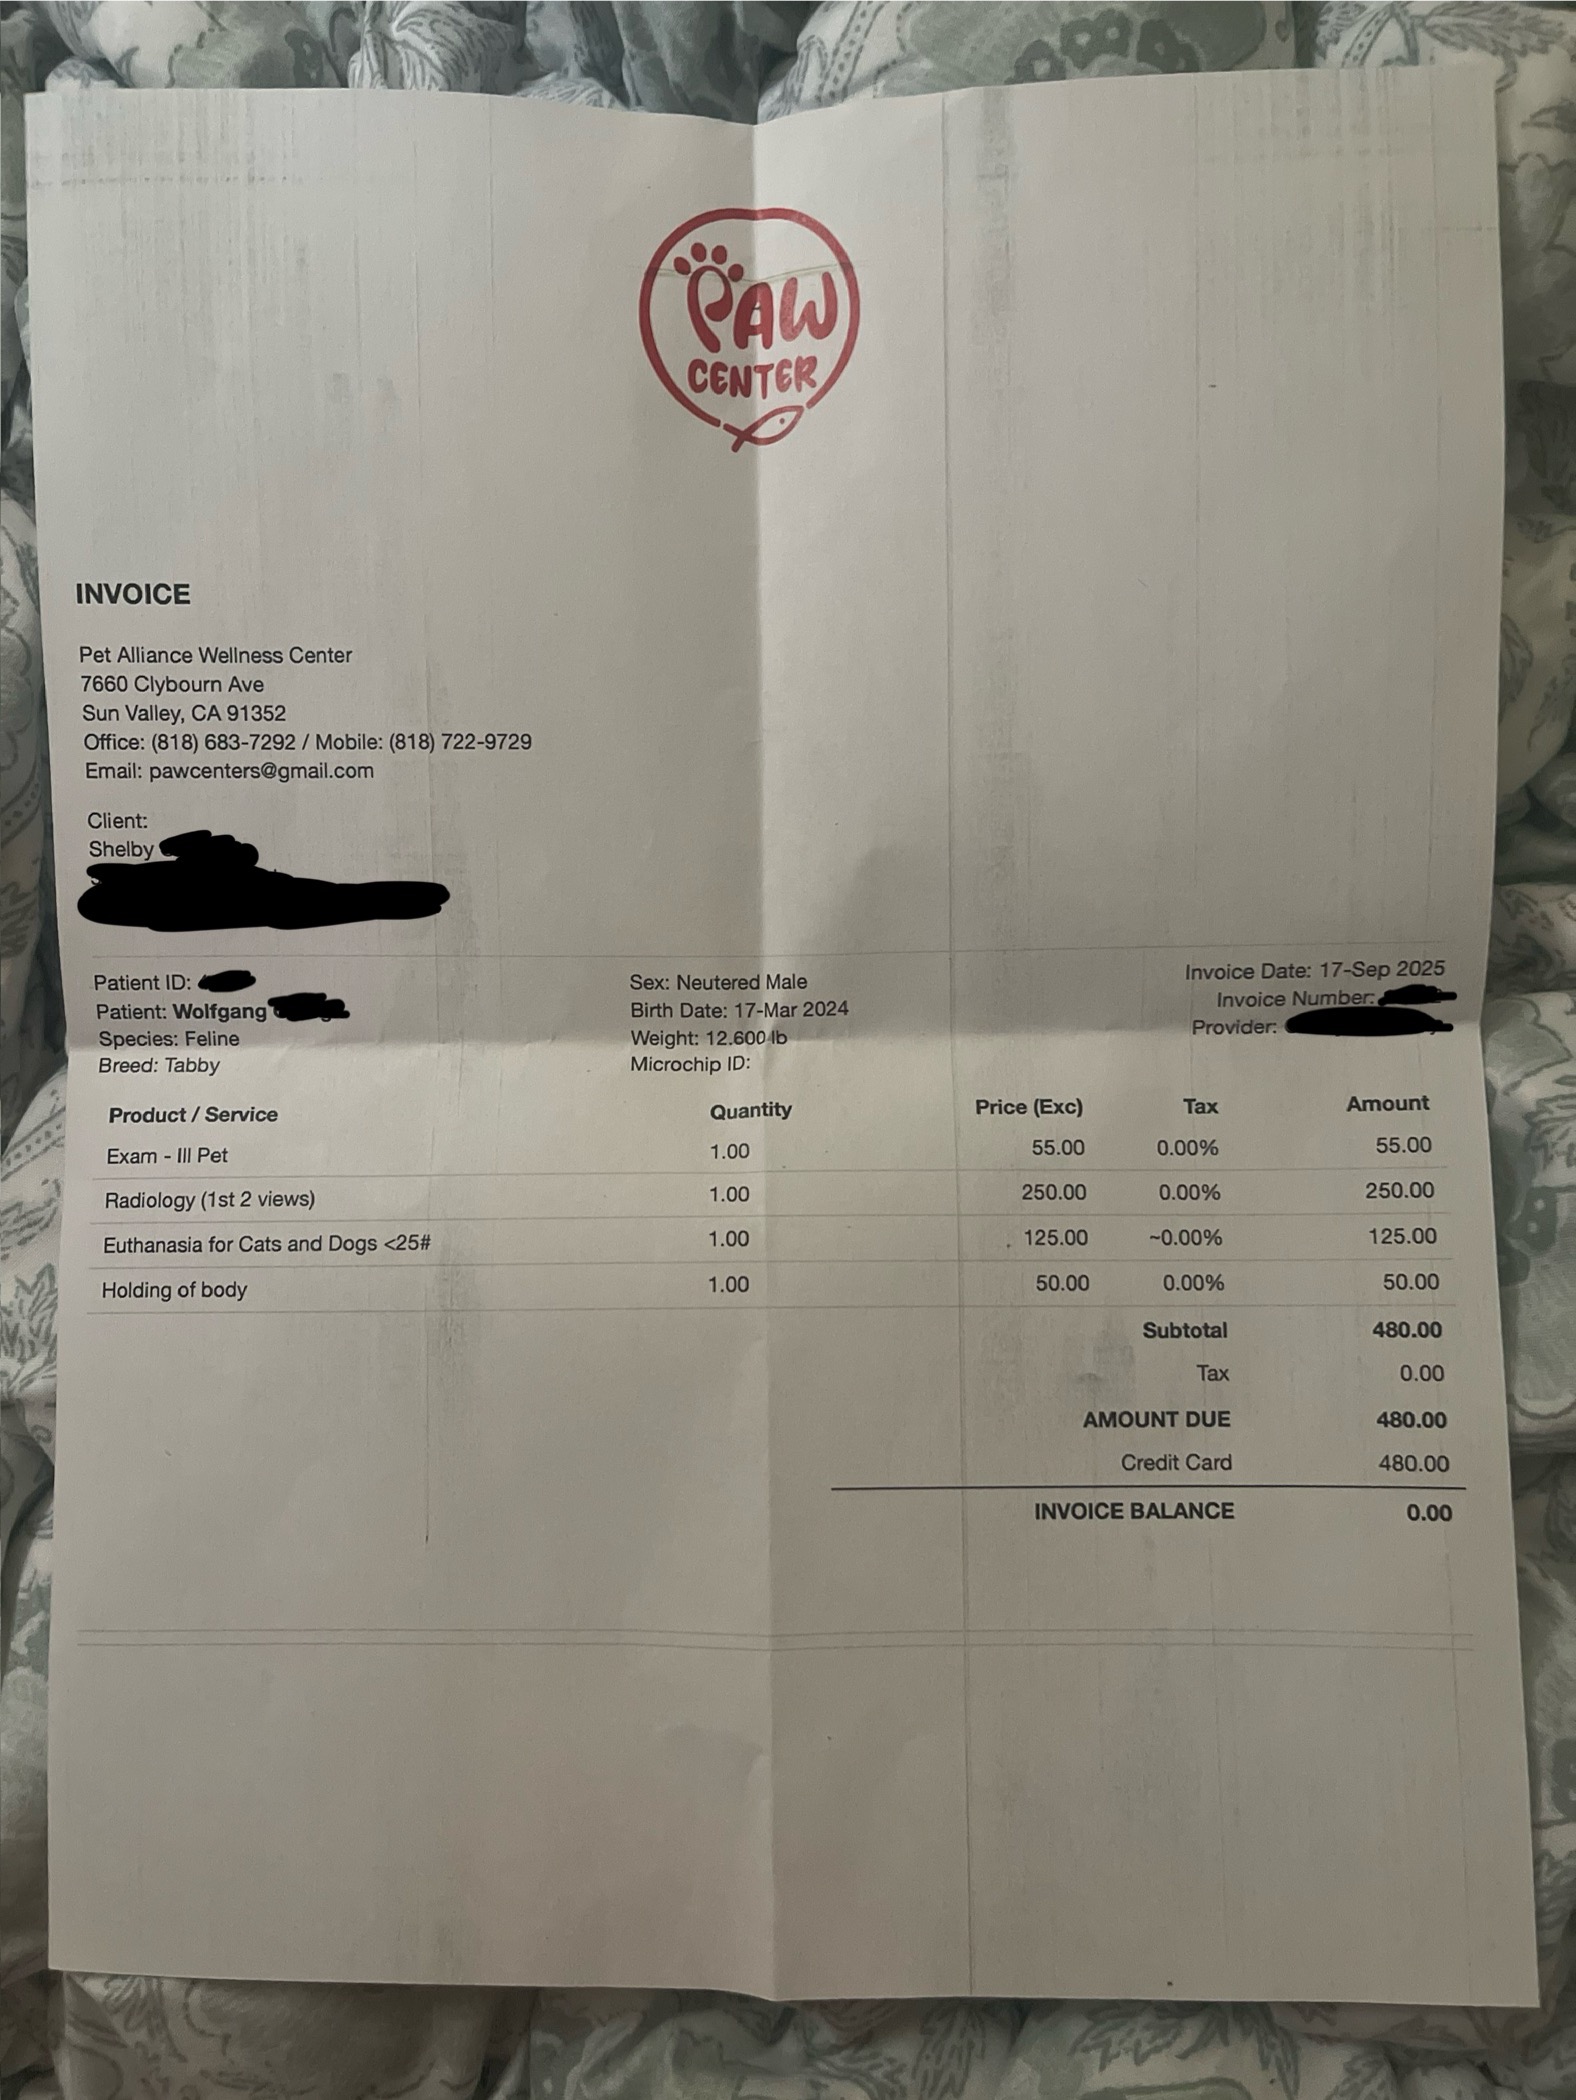 PAW
CENTER
INVOICE
Pet Alliance Wellness Center
7660 Clybourn Ave
Sun Valley, CA 91352
Office: (818) 683-7292 / Mobile: (818) 722-9729
Email: pawcenters@gmail.com
Client:
Shelby
Patient ID:
Patient: Wolfgang
Species: Feline
Breed: Tabby
Sex: Neutered Male
Birth Date: 17-Mar 2024
Weight: 12.600 lb
Microchip ID:
Invoice Date: 17-Sep 2025
Invoice Number:
Provider:
Product / Service Quantity Price (Exc) Tax Amount
Exam - Ill Pet 1.00 55.00 0.00% 55.00
Radiology (1st 2 views) 1.00 250.00 0.00% 250.00
Euthanasia for Cats and Dogs <25# 1.00 125.00 ~0.00% 125.00
Holding of body 1.00 50.00 0.00% 50.00
Subtotal 480.00
Tax 0.00
AMOUNT DUE 480.00
Credit Card 480.00
INVOICE BALANCE 0.00